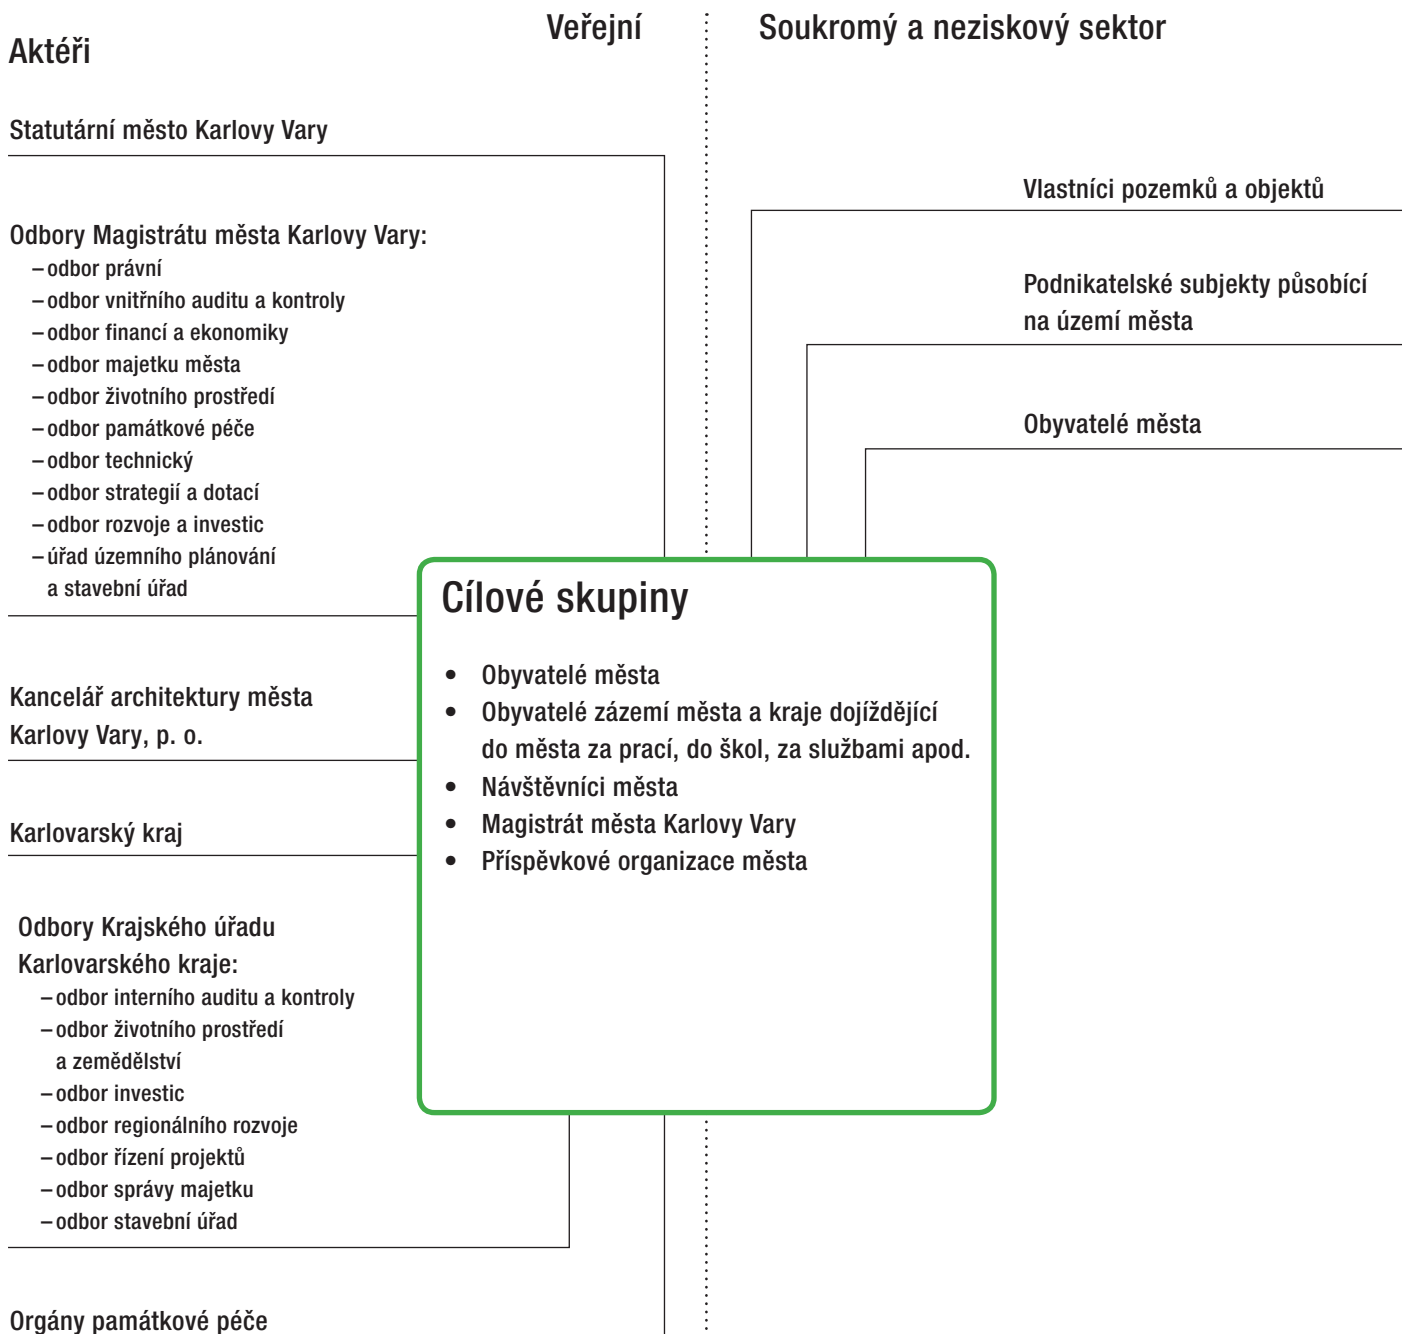 Aktéři
Veřejní
Soukromý a neziskový sektor
Statutární město Karlovy Vary
Odbory Magistrátu města Karlovy Vary:
– odbor právní
– odbor vnitřního auditu a kontroly
– odbor financí a ekonomiky
– odbor majetku města
– odbor životního prostředí
– odbor památkové péče
– odbor technický
– odbor strategií a dotací
– odbor rozvoje a investic
– úřad územního plánování
a stavební úřad
Kancelář architektury města
Karlovy Vary, p. o.
Karlovarský kraj
Odbory Krajského úřadu
Karlovarského kraje:
– odbor interního auditu a kontroly
– odbor životního prostředí
a zemědělství
– odbor investic
– odbor regionálního rozvoje
– odbor řízení projektů
– odbor správy majetku
– odbor stavební úřad
Orgány památkové péče
Vlastníci pozemků a objektů
Podnikatelské subjekty působící
na území města
Obyvatelé města
Cílové skupiny
• Obyvatelé města
• Obyvatelé zázemí města a kraje dojíždějící
do města za prací, do škol, za službami apod.
• Návštěvníci města
• Magistrát města Karlovy Vary
• Příspěvkové organizace města